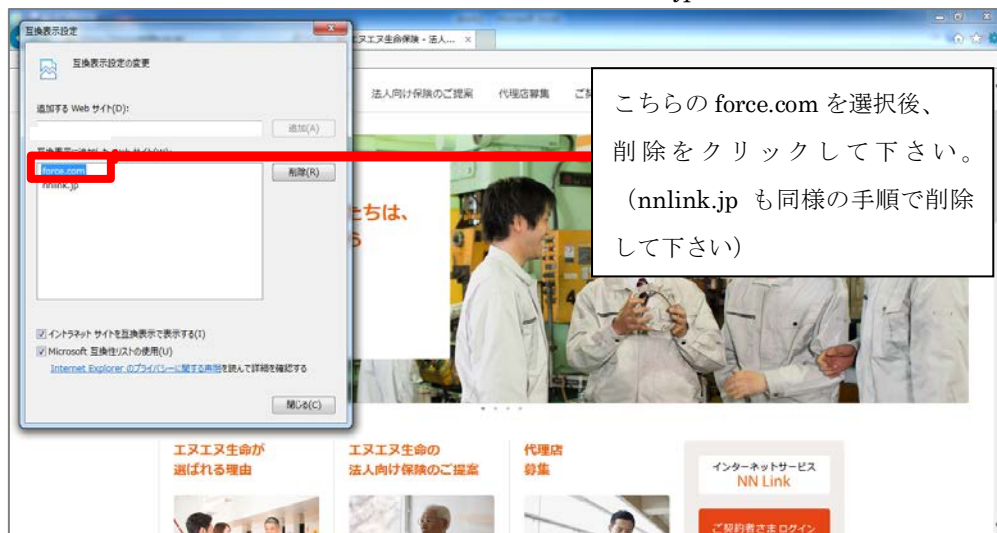 互換表示設定
エヌエヌ生命保険 - 法人... ×
互換表示設定の変更
追加する Web サイト(D):
追加(A)
force.com
nnlink.jp
削除(R)
イントラネット サイトを互換表示で表示する(I)
Microsoft 互換性リストの使用(U)
Internet Explorer のプライバシーに関する声明を読んで詳細を確認する
閉じる(C)
法人向け保険のご提案
代理店募集
こちらの force.com を選択後、
削除をクリックして下さい。
（nnlink.jp も同様の手順で削除
して下さい）
たちは、
エヌエヌ生命が
選ばれる理由
エヌエヌ生命の
法人向け保険のご提案
代理店
募集
インターネットサービス
NN Link
ご契約者さま ログイン